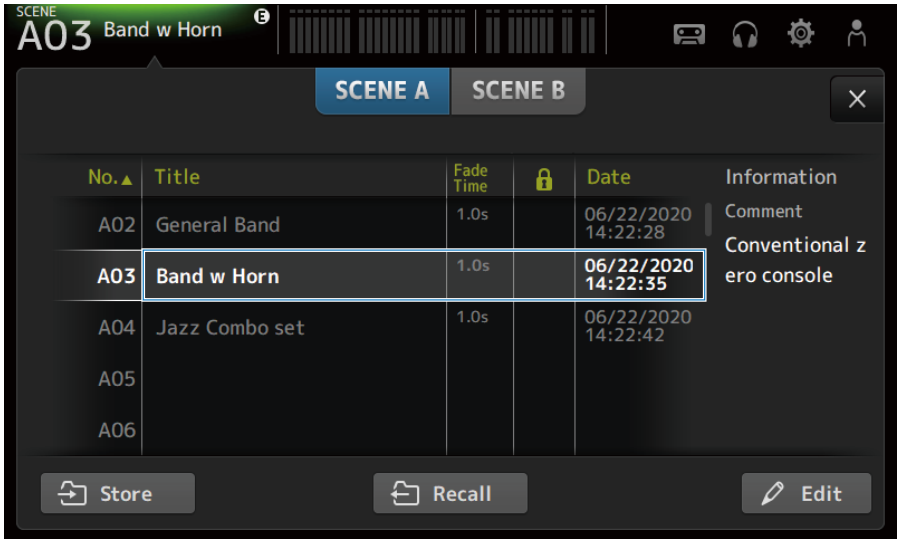 SCENE
A03 Band w Horn E
SCENE A SCENE B
No. Title Fade Time Date Information
A02 General Band 1.0s 06/22/2020 14:22:28
Comment
A03 Band w Horn 1.0s 06/22/2020 14:22:35
Conventional z
ero console
A04 Jazz Combo set 1.0s 06/22/2020 14:22:42
A05
A06
Store Recall Edit